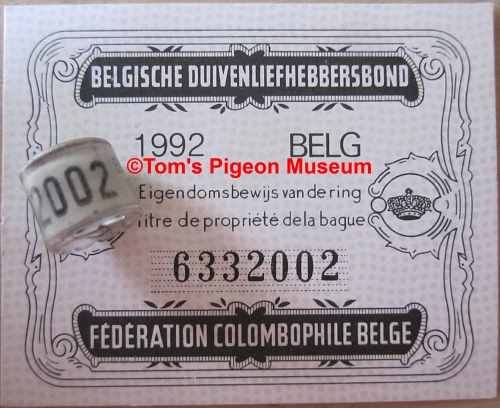 BELGISCHE DUIVENLIEFHEBBERSBOND
1992 BELG
©Tom's Pigeon Museum
Eigendomsbewijs van de ring
titre de propriété de la bague
2002
6332002
FÉDÉRATION COLOMBOPHILE BELGE